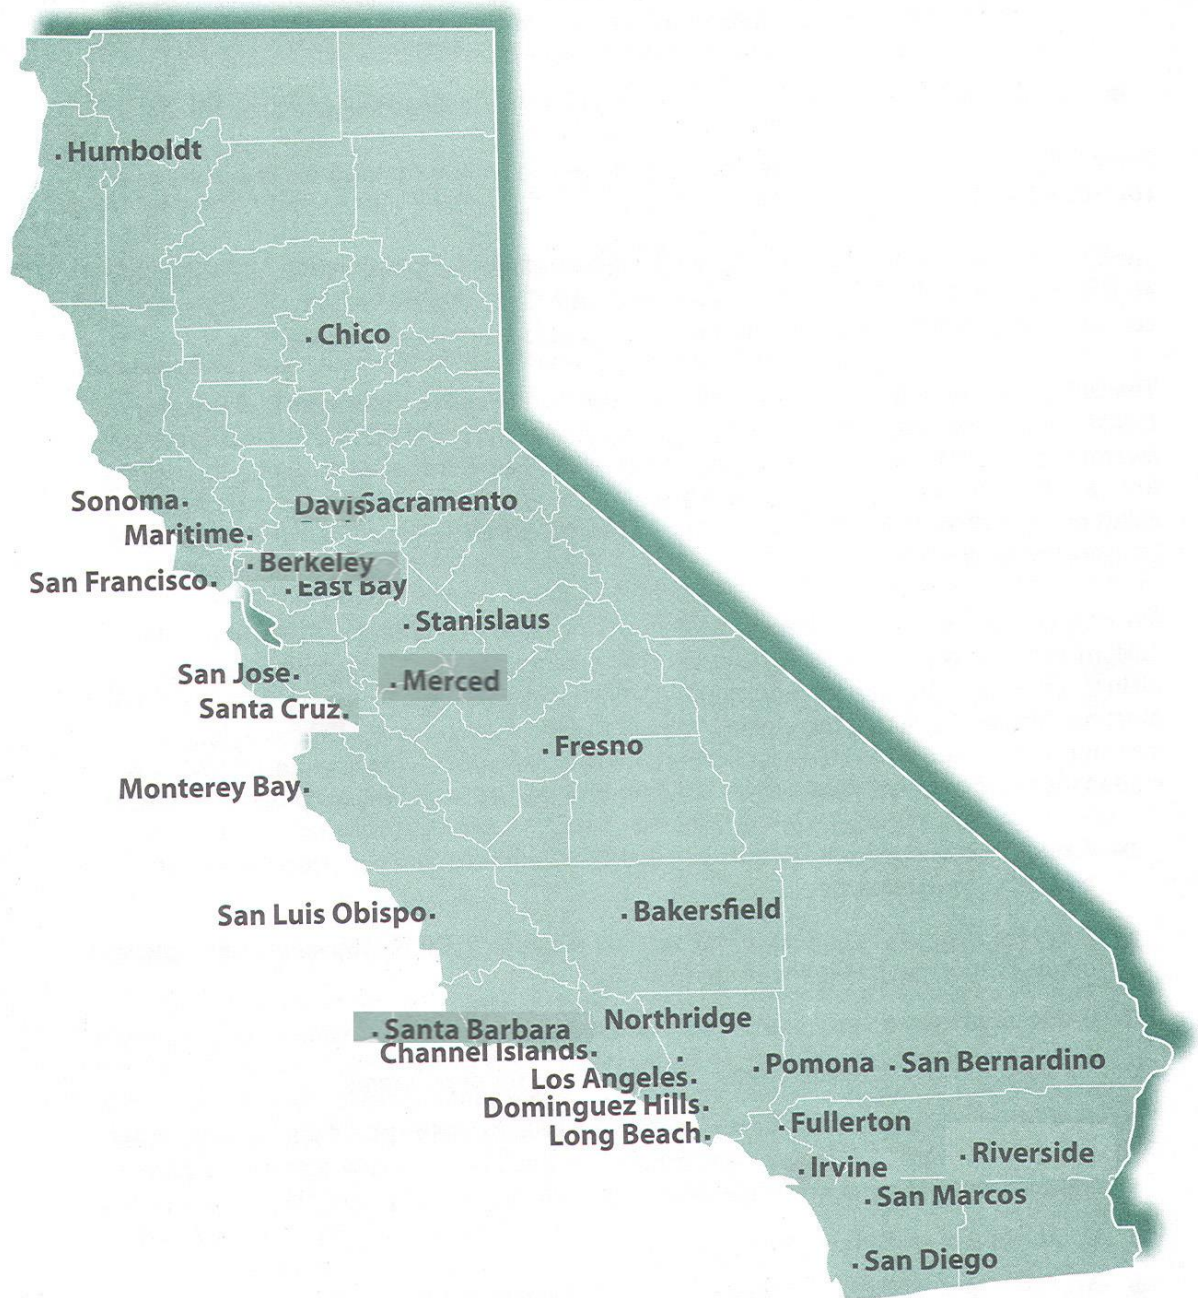 Humboldt
Chico
Sonoma
Davis Sacramento
Maritime
Berkeley
San Francisco
East Bay
Stanislaus
San Jose
Merced
Santa Cruz
Fresno
Monterey Bay
San Luis Obispo
Bakersfield
Northridge
Santa Barbara
Channel Islands
Pomona
San Bernardino
Los Angeles
Dominguez Hills
Fullerton
Long Beach
Riverside
Irvine
San Marcos
San Diego